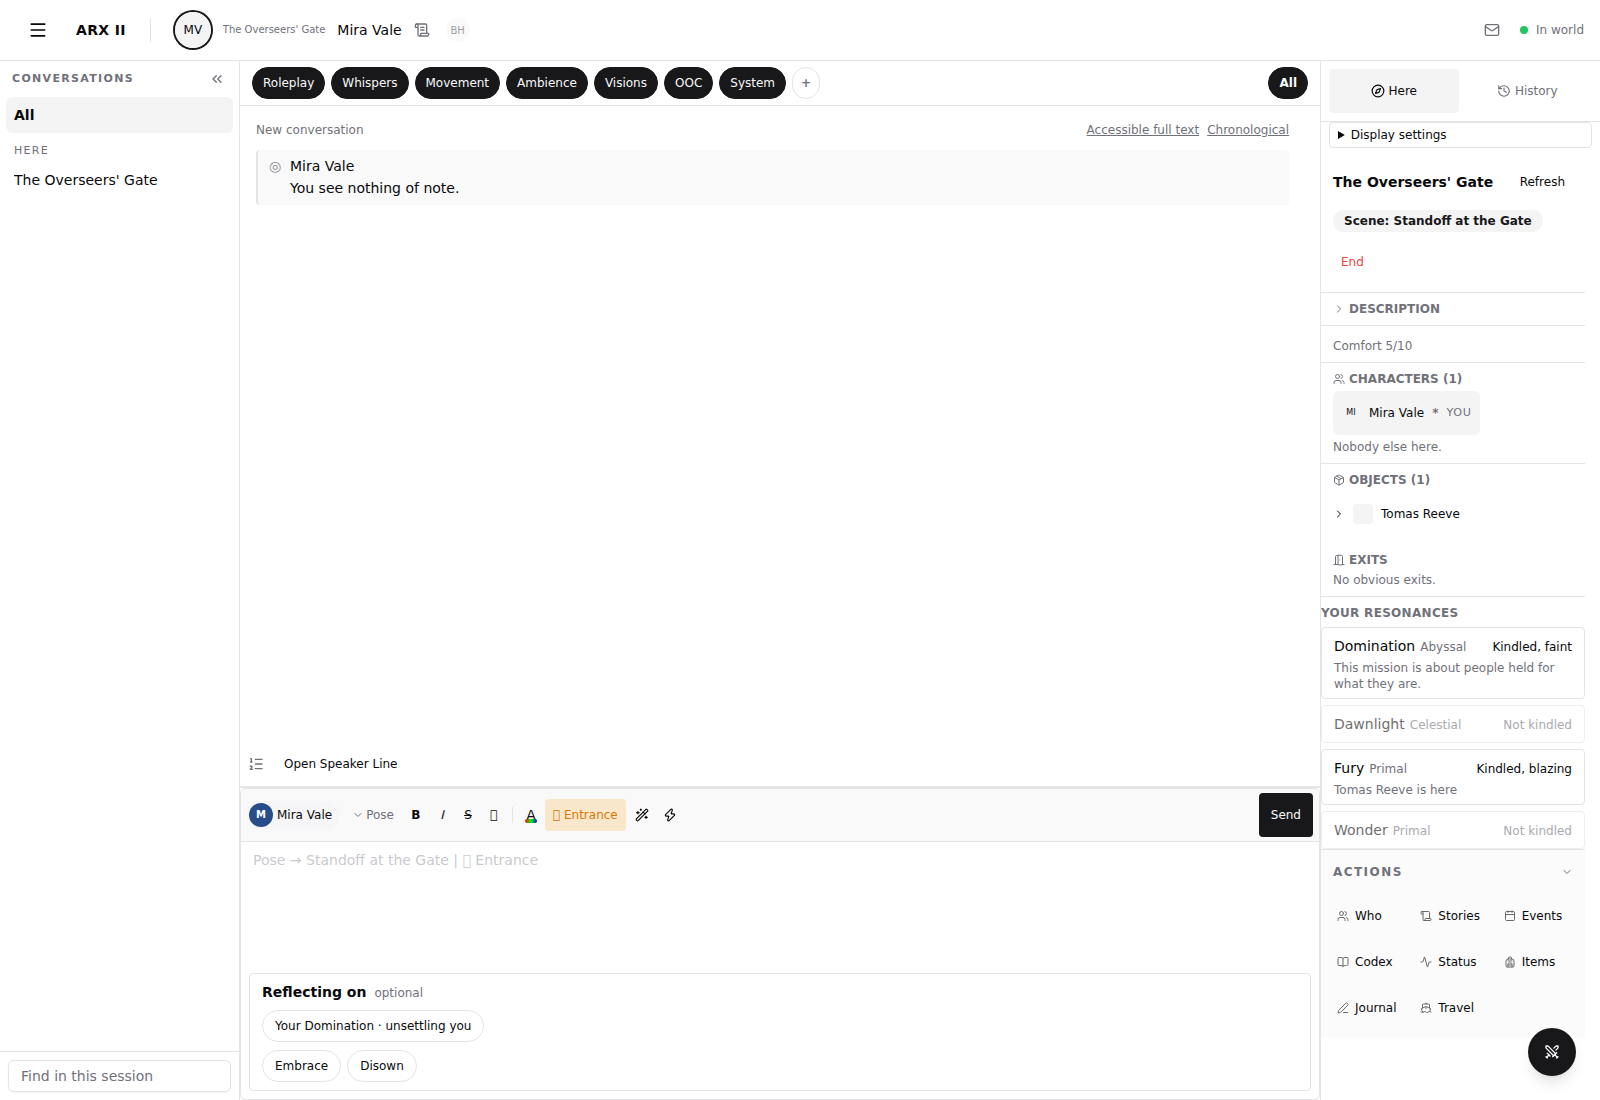 ARX II
MV
The Overseers' Gate
Mira Vale
BH
In world
CONVERSATIONS
All
HERE
The Overseers' Gate
Find in this session
Roleplay
Whispers
Movement
Ambience
Visions
OOC
System
+
All
New conversation
Accessible full text
Chronological
Mira Vale
You see nothing of note.
Open Speaker Line
M
Mira Vale
Pose
B
I
S
A
Entrance
Send
Pose → Standoff at the Gate | Entrance
Reflecting on optional
Your Domination · unsettling you
Embrace
Disown
Here
History
Display settings
The Overseers' Gate
Refresh
Scene: Standoff at the Gate
End
DESCRIPTION
Comfort 5/10
CHARACTERS (1)
MI
Mira Vale * YOU
Nobody else here.
OBJECTS (1)
Tomas Reeve
EXITS
No obvious exits.
YOUR RESONANCES
Domination Abyssal Kindled, faint
This mission is about people held for
what they are.
Dawnlight Celestial Not kindled
Fury Primal Kindled, blazing
Tomas Reeve is here
Wonder Primal Not kindled
ACTIONS
Who
Stories
Events
Codex
Status
Items
Journal
Travel